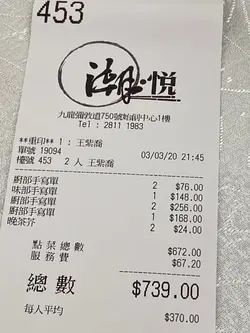 453
潮悅
九龍彌敦道750號始創中心1樓
Tel : 2811 1983
**重印** 1 : 王紫喬
單號 19094 03/03/20 21:45
檯號 453 2 人 王紫喬
廚部手寫單 2 $76.00
味部手寫單 1 $148.00
廚部手寫單 2 $256.00
廚部手寫單 1 $168.00
晚茶芥 2 $24.00
點菜總數 $672.00
服務費 $67.20
總數 $739.00
每人平均 $370.00